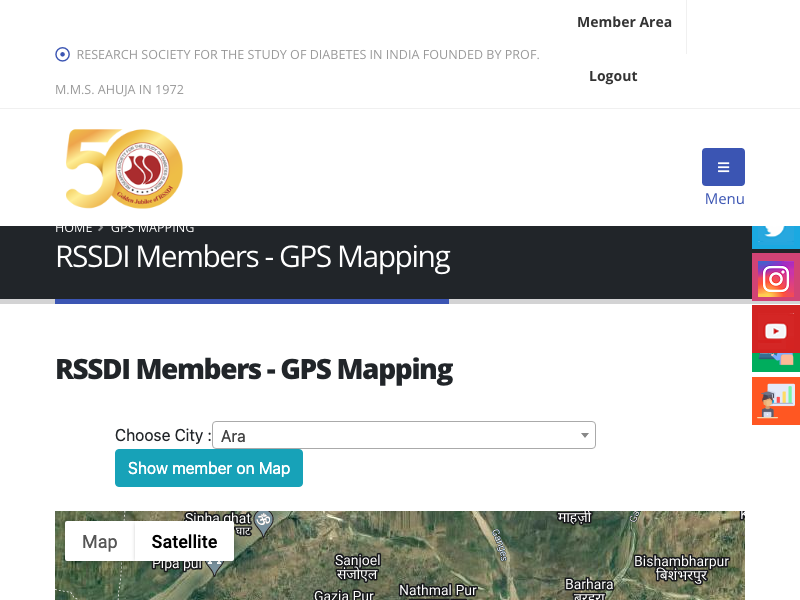 Member Area
RESEARCH SOCIETY FOR THE STUDY OF DIABETES IN INDIA FOUNDED BY PROF.
M.M.S. AHUJA IN 1972
Logout
50
Golden Jubilee of RSSDI
Menu
HOME > GPS MAPPING
RSSDI Members - GPS Mapping
RSSDI Members - GPS Mapping
Choose City : Ara
Show member on Map
Map Satellite
Sinha ghat
घाट
Pipa pul
Ganges
माहज़ी
Sanjoel
संजोएल
Gazia Pur
Nathmal Pur
Bishambharpur
बिशंभरपुर
Barhara
बरहरा